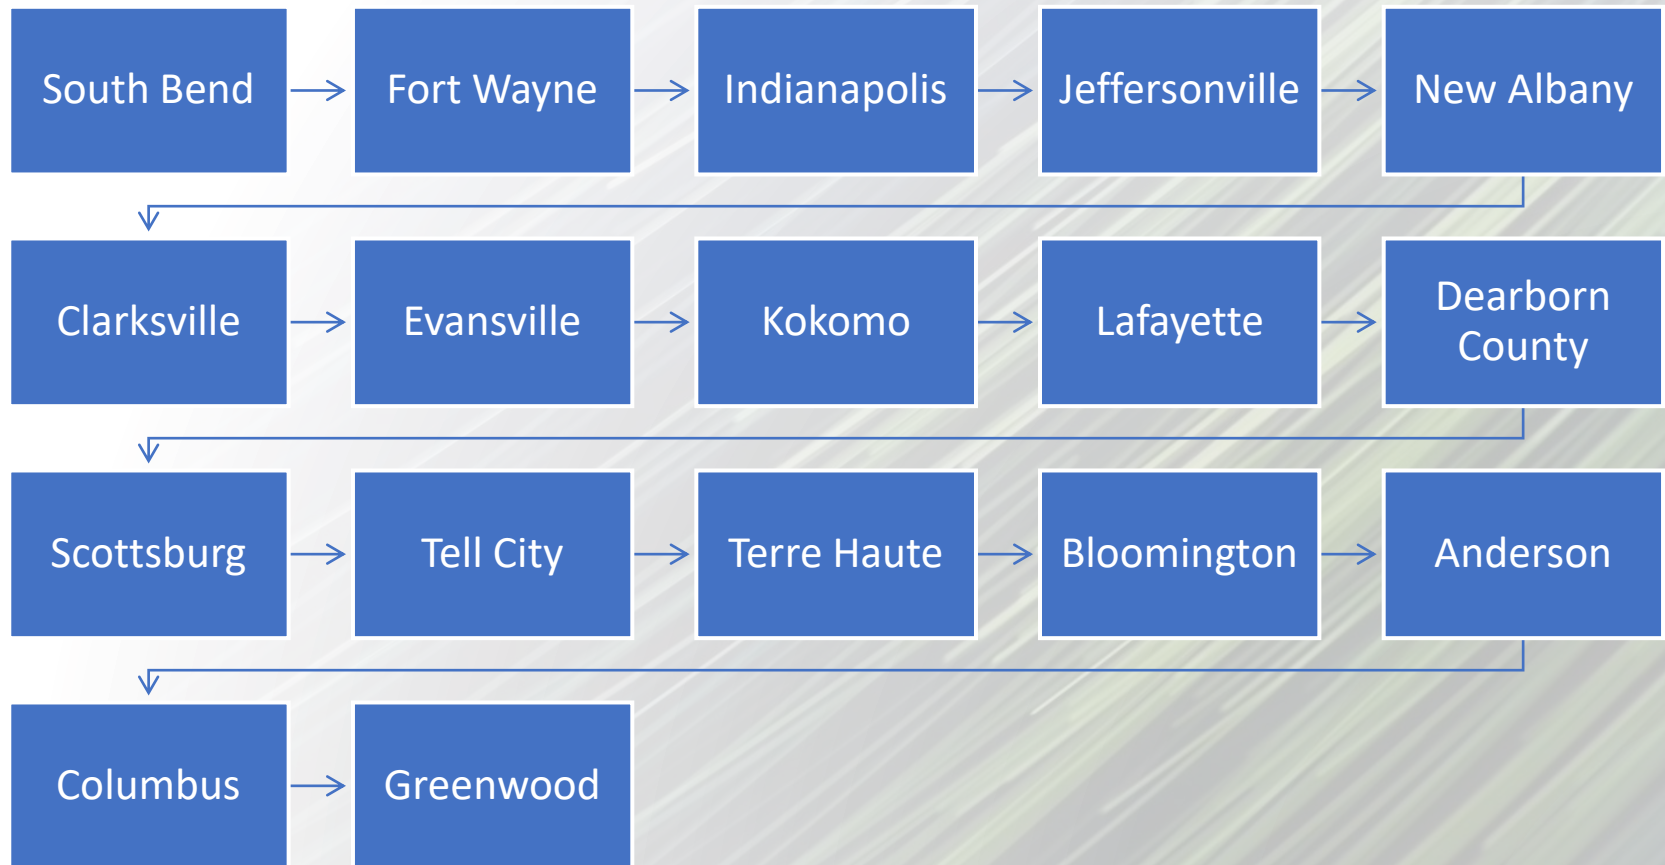 South Bend
Fort Wayne
Indianapolis
Jeffersonville
New Albany
Clarksville
Evansville
Kokomo
Lafayette
Dearborn
County
Scottsburg
Tell City
Terre Haute
Bloomington
Anderson
Columbus
Greenwood